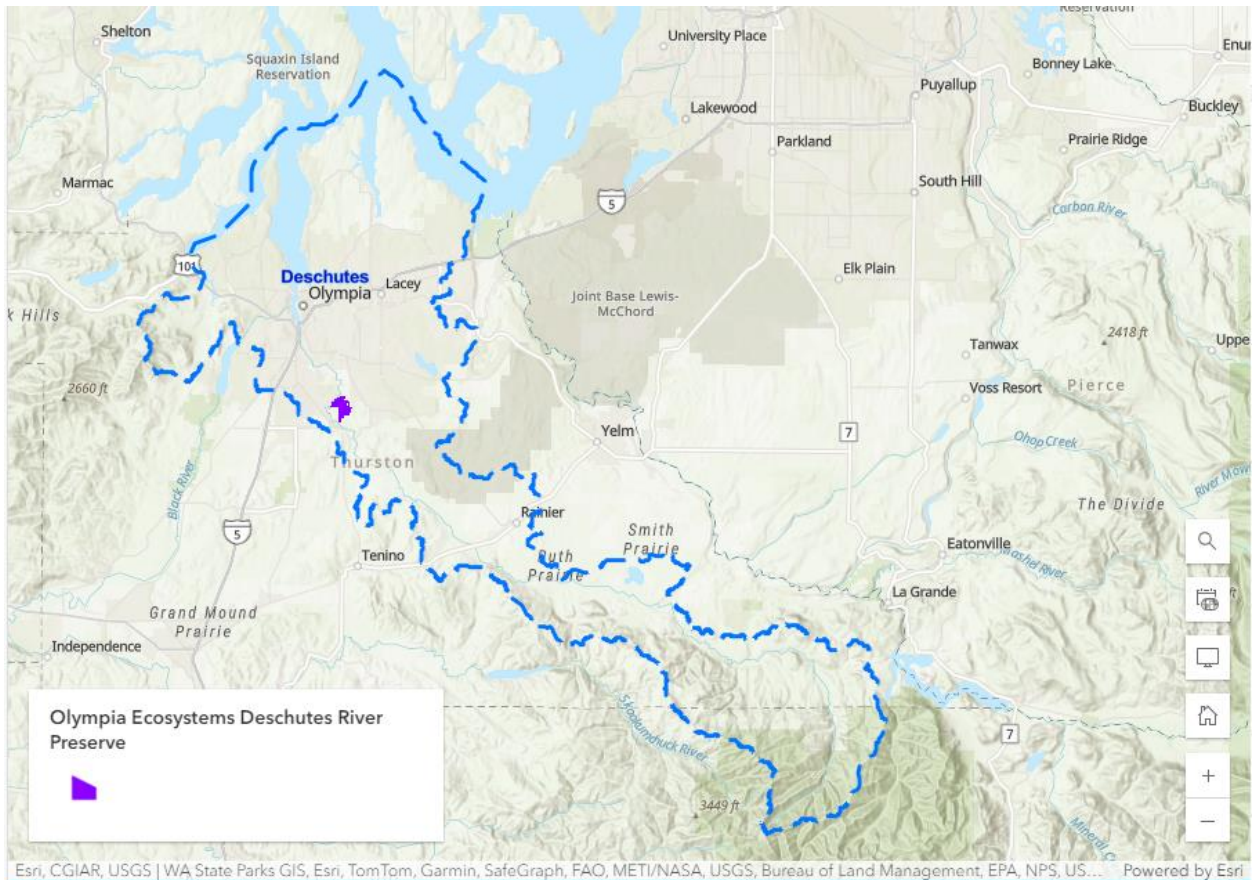 Reservation
Shelton
University Place
Squaxin Island
Reservation
Bonney Lake
Puyallup
Lakewood
Buckley
Parkland
Prairie Ridge
Marmac
South Hill
5
Carbon River
101
Deschutes
Olympia
Lacey
Elk Plain
Joint Base Lewis-
McChord
k Hills
2418 ft
Tanwax
Uppe
2660 ft
Voss Resort
Pierce
Yelm
7
Ohop Creek
Thurston
Black River
River Mow
The Divide
Rainier
5
Smith
Prairie
Tenino
Ruth
Prairie
Eatonville
Mashel River
La Grande
ft
Grand Mound
Prairie
Independence
Skookumchuck River
7
Olympia Ecosystems Deschutes River
Preserve
3449 ft
+
−
Esri, CGIAR, USGS | WA State Parks GIS, Esri, TomTom, Garmin, SafeGraph, FAO, METI/NASA, USGS, Bureau of Land Management, EPA, NPS, US... Powered by Esri